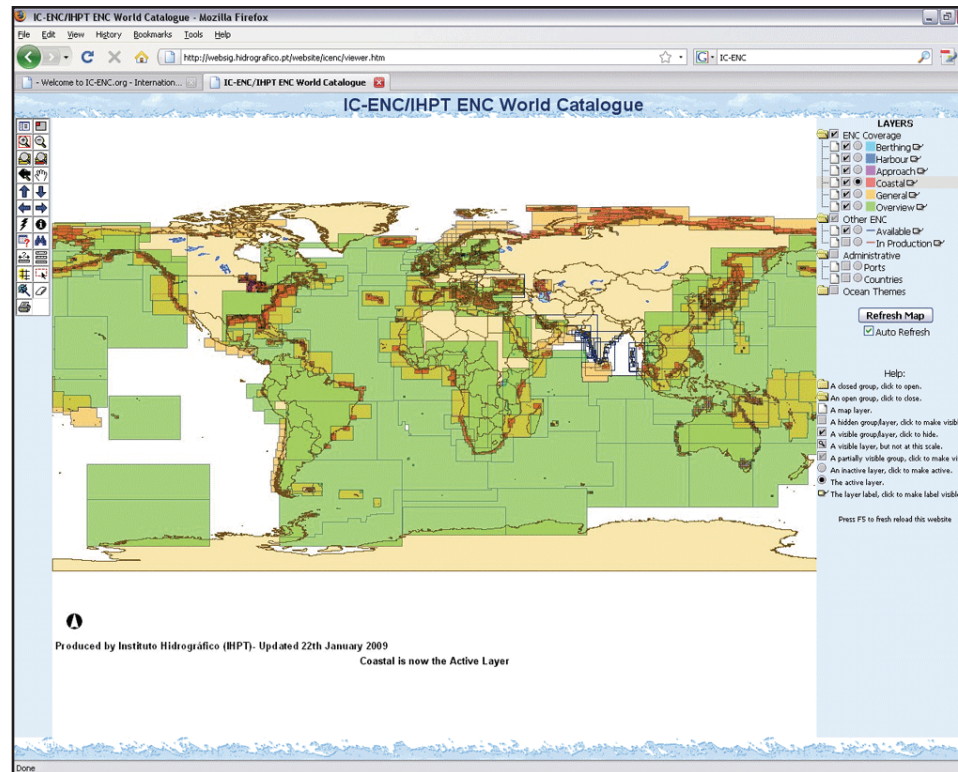 IC-ENC/IHPT ENC World Catalogue - Mozilla Firefox
File Edit View History Bookmarks Tools Help
http://websig.hidrografico.pt/website/icenc/viewer.htm
IC-ENC
- Welcome to IC-ENC.org - Internation...
IC-ENC/IHPT ENC World Catalogue
IC-ENC/IHPT ENC World Catalogue
LAYERS
ENC Coverage
Berthing
Harbour
Approach
Coastal
General
Overview
Other ENC
Available
In Production
Administrative
Ports
Countries
Ocean Themes
Refresh Map
Auto Refresh
Help:
A closed group, click to open.
An open group, click to close.
A map layer.
A hidden group/layer, click to make visibl
A visible group/layer, click to hide.
A visible layer, but not at this scale.
A partially visible group, click to make vi
An inactive layer, click to make active.
The active layer.
The layer label, click to make label visible
Press F5 to fresh reload this website
Produced by Instituto Hidrográfico (IHPT)- Updated 22th January 2009
Coastal is now the Active Layer
Done